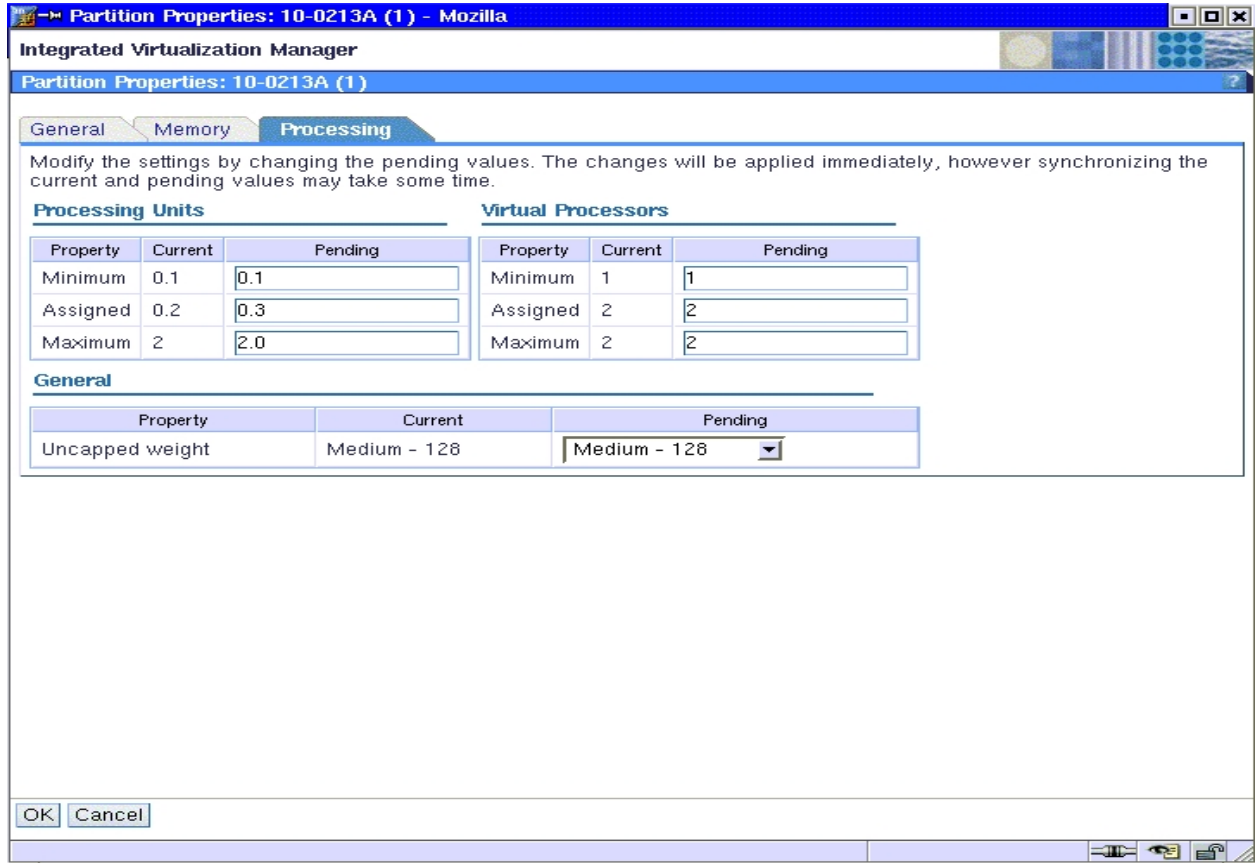 Partition Properties: 10-0213A (1) - Mozilla
Integrated Virtualization Manager
Partition Properties: 10-0213A (1)
?
General Memory Processing
Modify the settings by changing the pending values. The changes will be applied immediately, however synchronizing the
current and pending values may take some time.
Processing Units
Property Current Pending
Minimum 0.1 0.1
Assigned 0.2 0.3
Maximum 2 2.0
Virtual Processors
Property Current Pending
Minimum 1 1
Assigned 2 2
Maximum 2 2
General
Property Current Pending
Uncapped weight Medium - 128 Medium - 128
OK Cancel